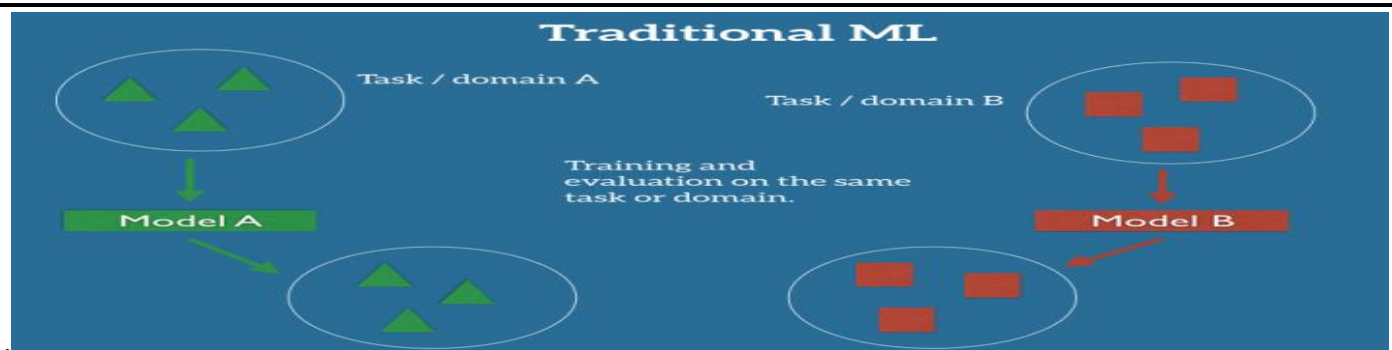 Traditional ML
Task / domain A
Task / domain B
Training and
evaluation on the same
task or domain.
Model A
Model B